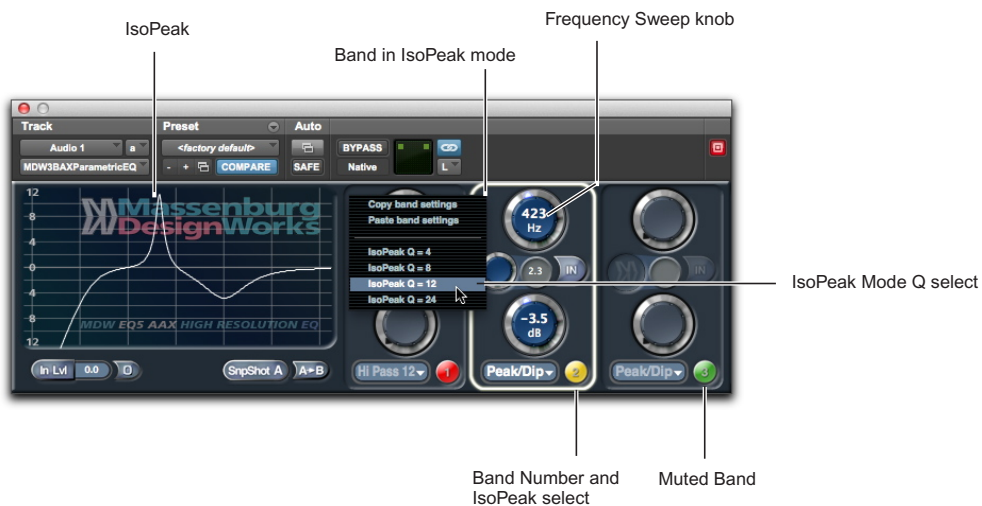 Frequency Sweep knob
IsoPeak
Band in IsoPeak mode
Track
Preset
Auto
Audio 1
a
<factory default>
BYPASS
MDW3BAXParametricEQ
- + COMPARE
SAFE
Native
L
12
8
4
0
4
8
12
Massenburg
DesignWorks
MDW EQ5 AAX HIGH RESOLUTION EQ
In Lvl 0.0
SnpShot A
A▸B
Copy band settings
Paste band settings
IsoPeak Q = 4
IsoPeak Q = 8
IsoPeak Q = 12
IsoPeak Q = 24
Hi Pass 12
1
423
Hz
2.3
IN
-3.5
dB
Peak/Dip
2
IN
Peak/Dip
3
IsoPeak Mode Q select
Band Number and
IsoPeak select
Muted Band